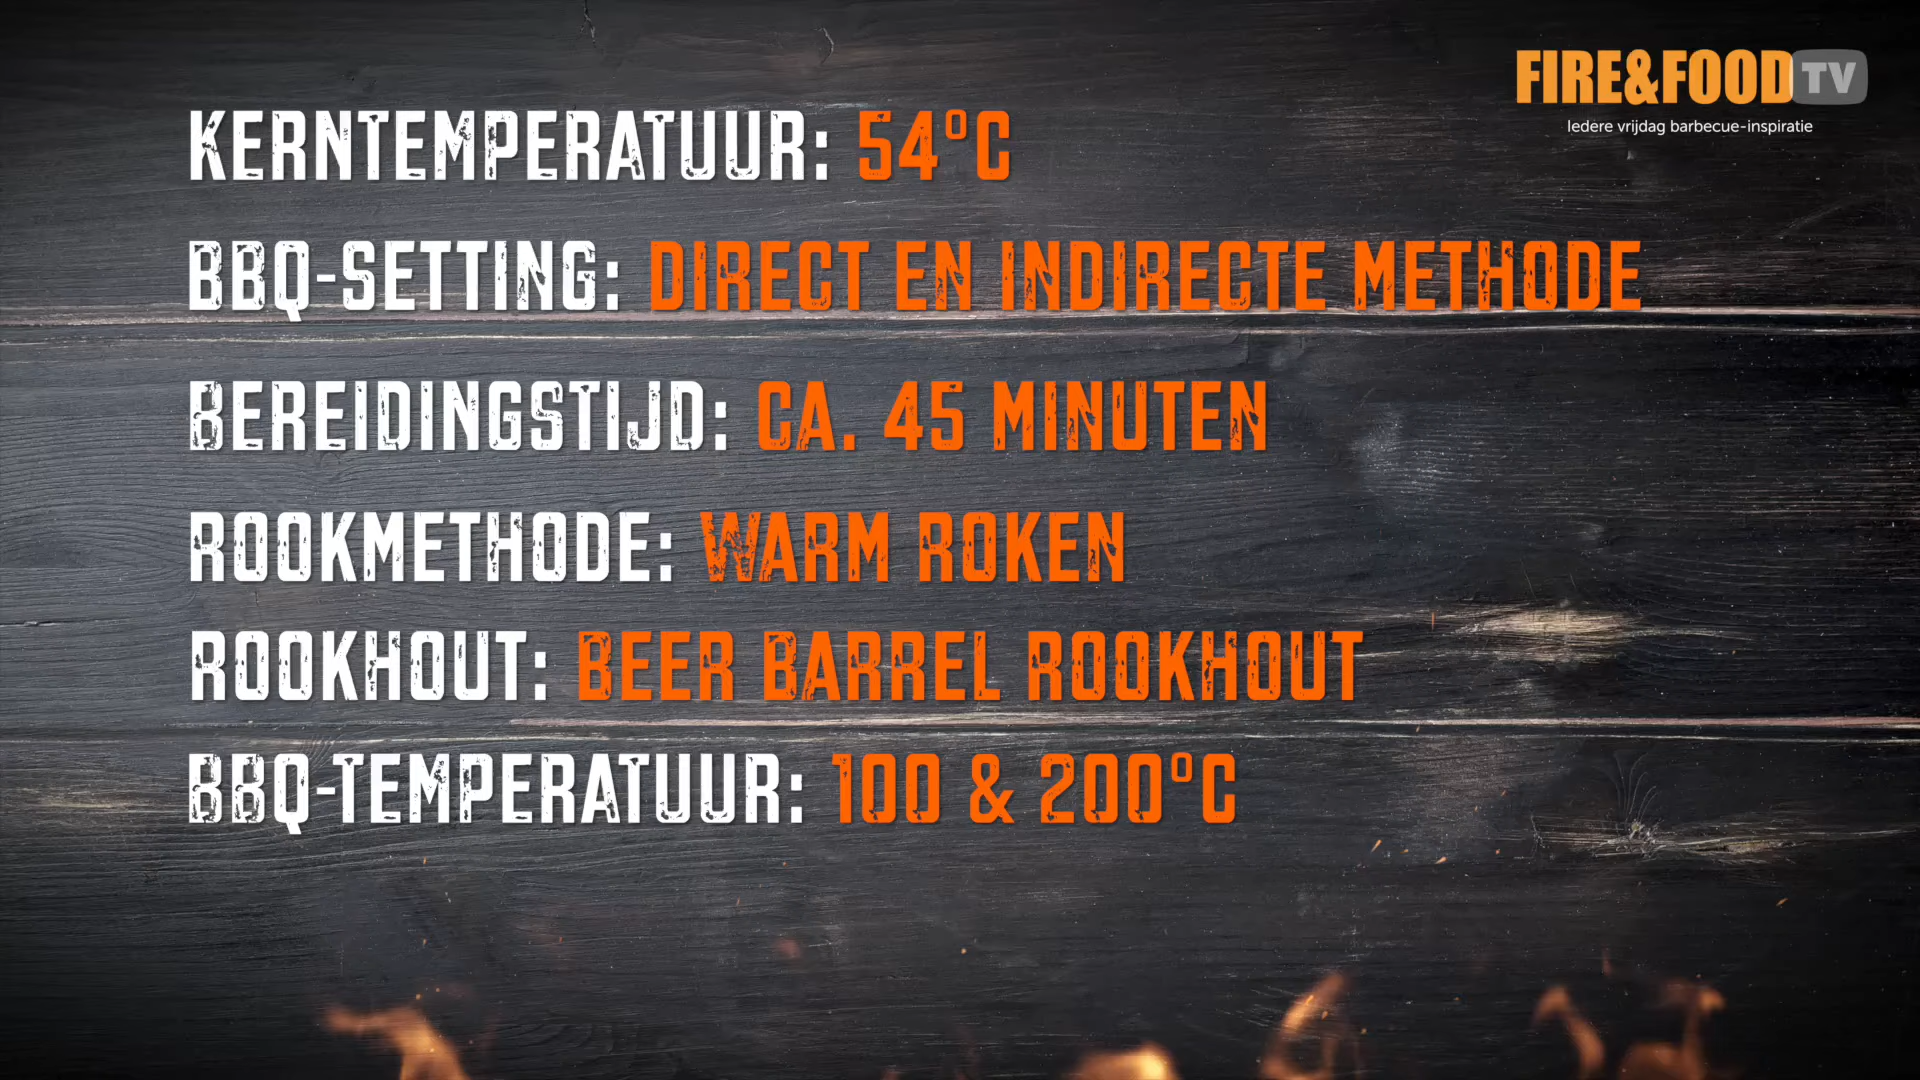 FIRE&FOOD TV
Iedere vrijdag barbecue-inspiratie
KERNTEMPERATUUR: 54°C
BBQ-SETTING: DIRECT EN INDIRECTE METHODE
BEREIDINGSTIJD: CA. 45 MINUTEN
ROOKMETHODE: WARM ROKEN
ROOKHOUT: BEER BARREL ROOKHOUT
BBQ-TEMPERATUUR: 100 & 200°C